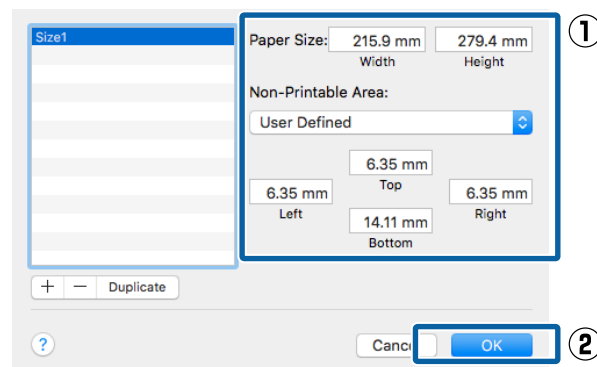 Size1
Paper Size: 215.9 mm 279.4 mm
Width Height
Non-Printable Area:
User Defined
6.35 mm
Top
6.35 mm 6.35 mm
Left Right
14.11 mm
Bottom
+ − Duplicate
? Canc OK
①
②